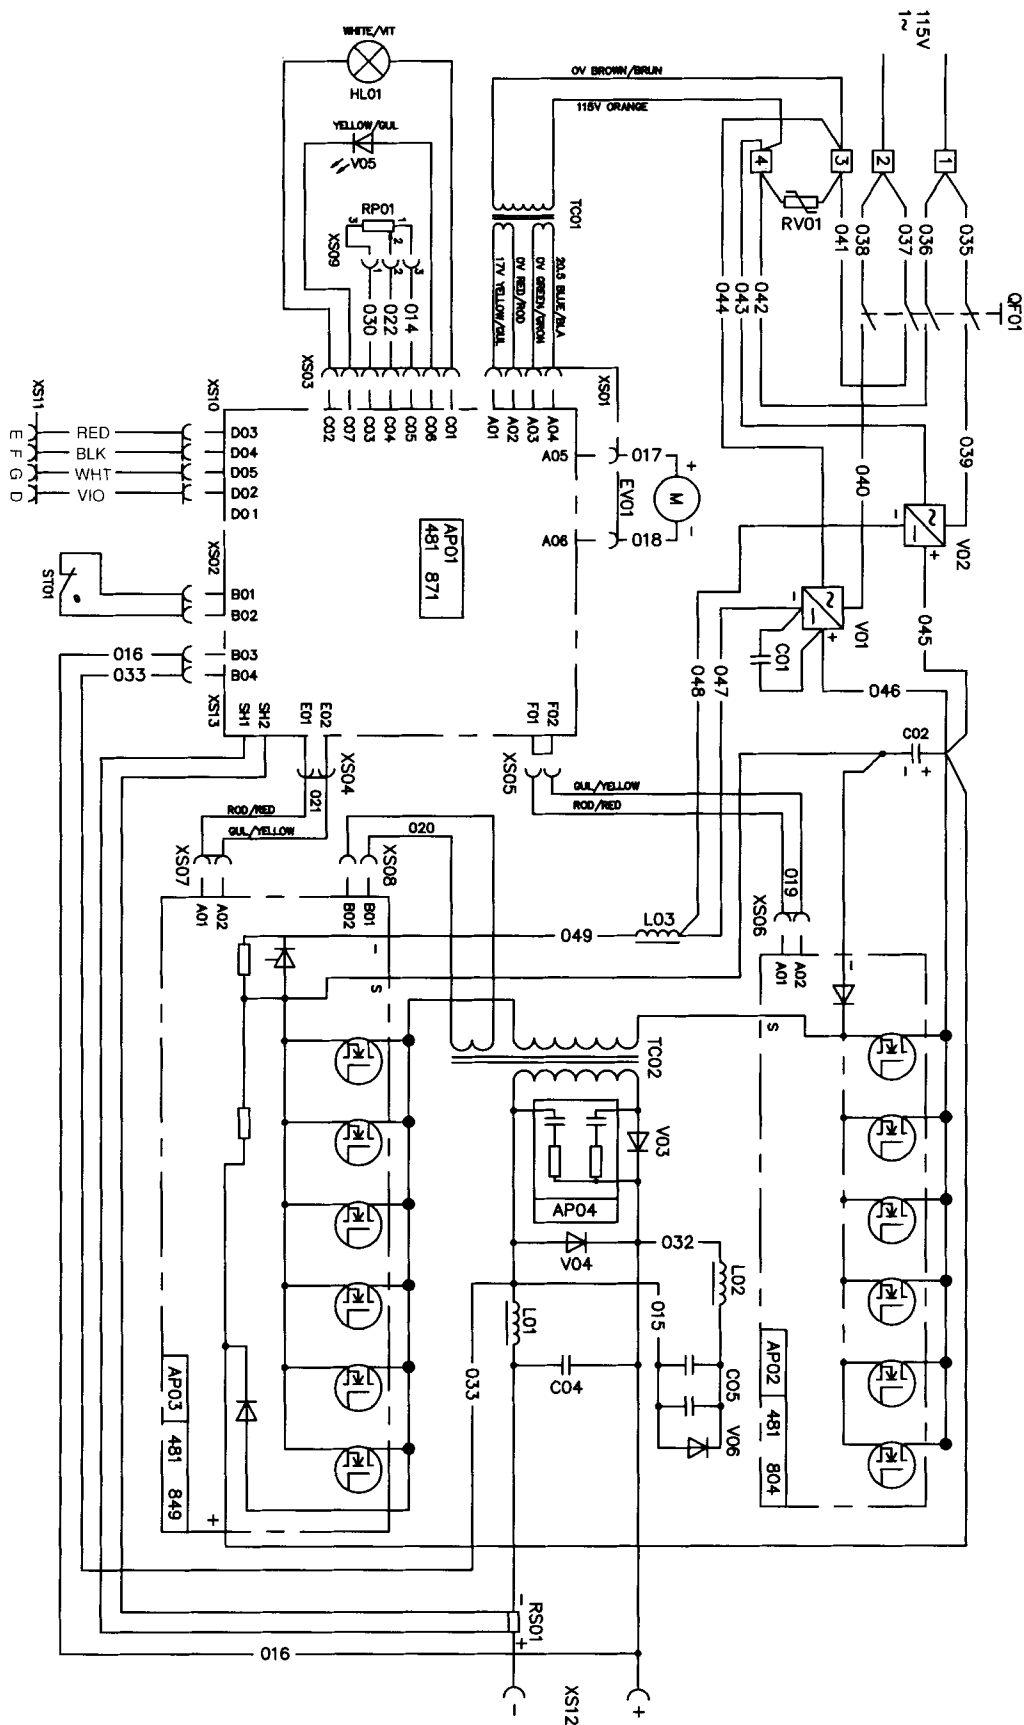 115V
1~
1
2
3
4
RV01
035
036
037
038
041
042
043
044
QF01
039
040
0V BROWN/BRUN
115V ORANGE
TC01
20.5 BLUE/BLA
0V GREEN/GRON
0V RED/ROD
17V YELLOW/GUL
WHITE/VIT
HL01
YELLOW/GUL
V05
RP01
1
2
3
XS09
1
2
3
030
022
014
XS03
XS01
C02
C07
C03
C04
C05
C06
C01
A01
A02
A03
A04
A05
A06
017
018
EV01
M
+
-
XS11
XS10
E
F
G
D
RED
BLK
WHT
VIO
D03
D04
D05
D02
D01
AP01
481 871
XS02
ST01
B01
B02
B03
B04
016
033
XS13
SH1
SH2
E01
E02
F01
F02
XS04
021
XS05
ROD/RED
GUL/YELLOW
GUL/YELLOW
ROD/RED
V02
~
-
+
V01
~
-
+
C01
045
046
047
048
C02
-
+
XS07
A01
A02
XS08
020
B02
B01
019
XS06
A01
A02
L03
049
-
S
-
S
TC02
V03
AP04
V04
032
L02
L01
015
C04
C05
V06
033
AP02 481 804
AP03 481 849
+
-
RS01
+
016
XS12
-
+